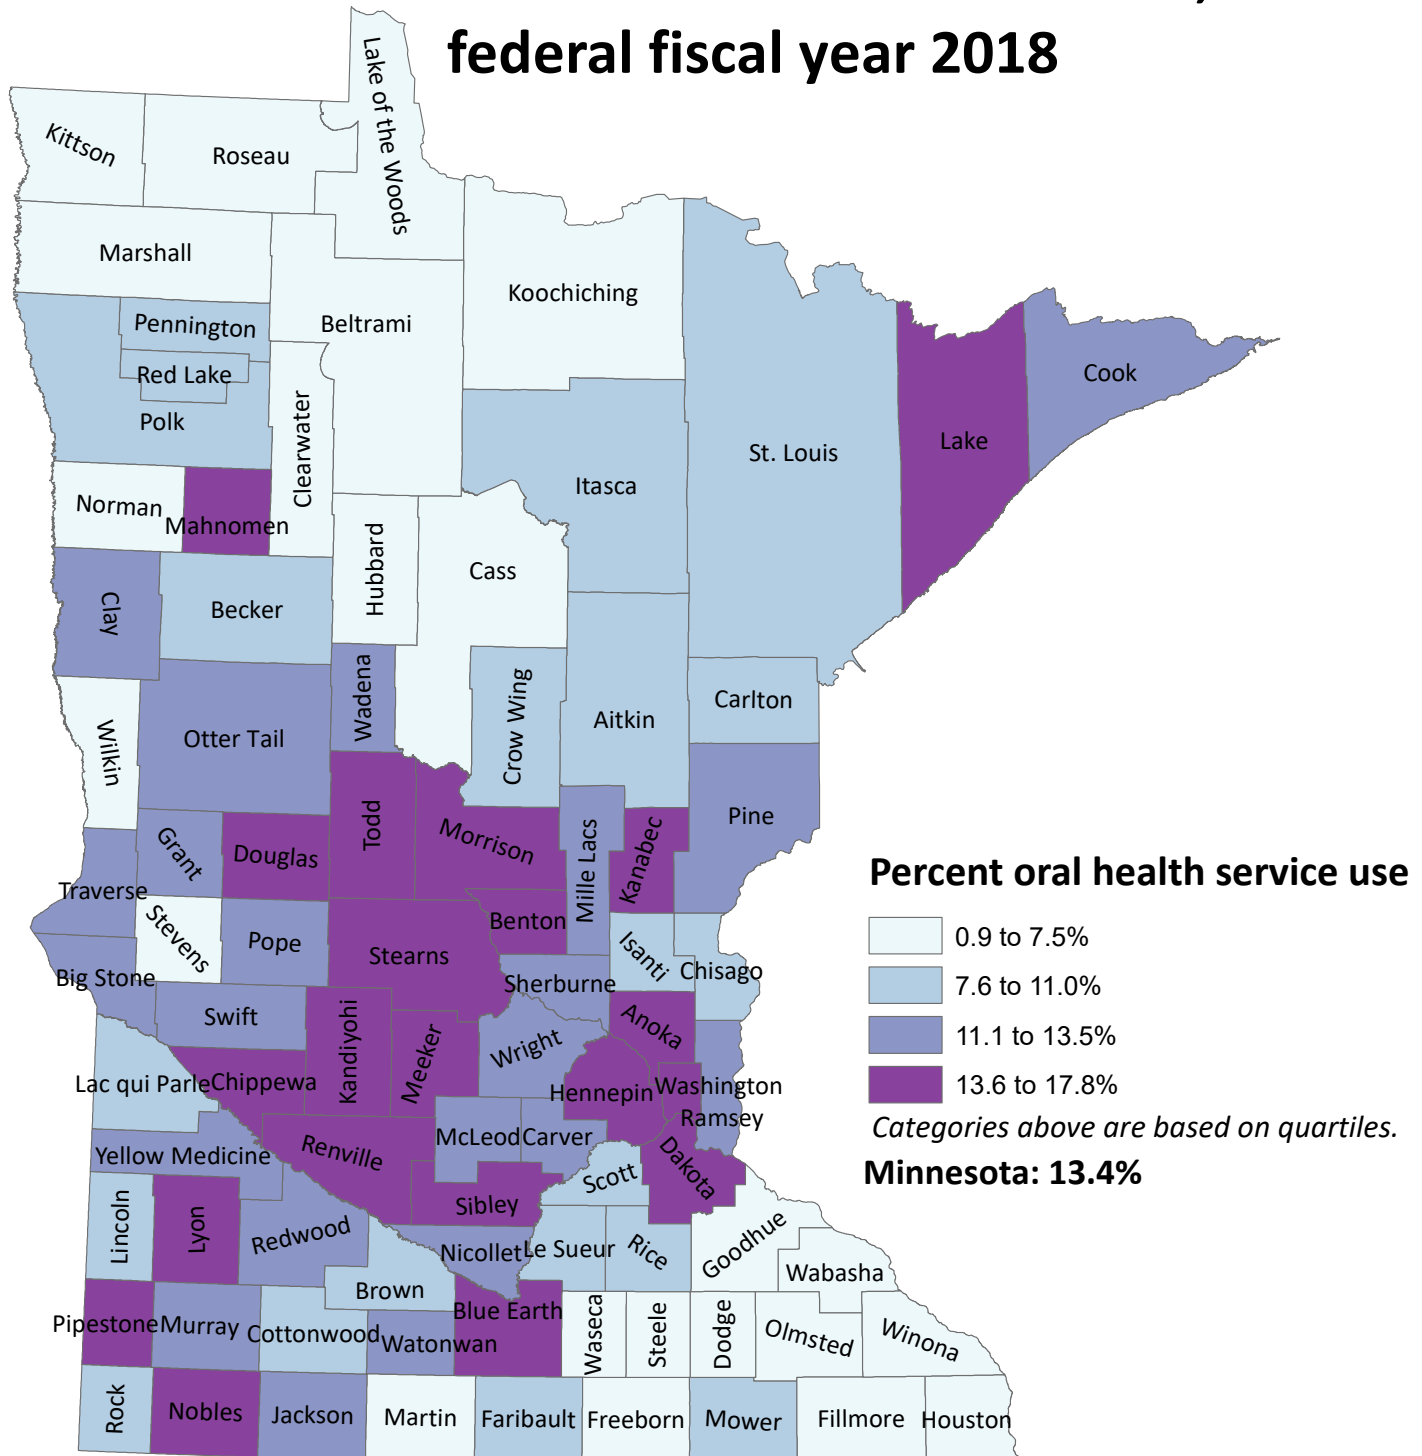 federal fiscal year 2018
Lake of the Woods
Kittson
Roseau
Marshall
Koochiching
Beltrami
Pennington
Red Lake
Polk
Cook
Lake
Clearwater
St. Louis
Itasca
Norman
Mahnomen
Hubbard
Cass
Clay
Becker
Wadena
Carlton
Crow Wing
Aitkin
Otter Tail
Wilkin
Pine
Todd
Morrison
Grant
Douglas
Mille Lacs
Kanabec
Traverse
Benton
Stevens
Pope
Stearns
Isanti
Chisago
Big Stone
Sherburne
Swift
Anoka
Kandiyohi
Meeker
Wright
Lac qui Parle
Chippewa
Hennepin
Washington
Ramsey
McLeod
Carver
Renville
Yellow Medicine
Scott
Dakota
Sibley
Lincoln
Lyon
Redwood
Nicollet
Le Sueur
Rice
Goodhue
Wabasha
Brown
Blue Earth
Pipestone
Murray
Cottonwood
Watonwan
Waseca
Steele
Dodge
Olmsted
Winona
Rock
Nobles
Jackson
Martin
Faribault
Freeborn
Mower
Fillmore
Houston
Percent oral health service use
0.9 to 7.5%
7.6 to 11.0%
11.1 to 13.5%
13.6 to 17.8%
Categories above are based on quartiles.
Minnesota: 13.4%